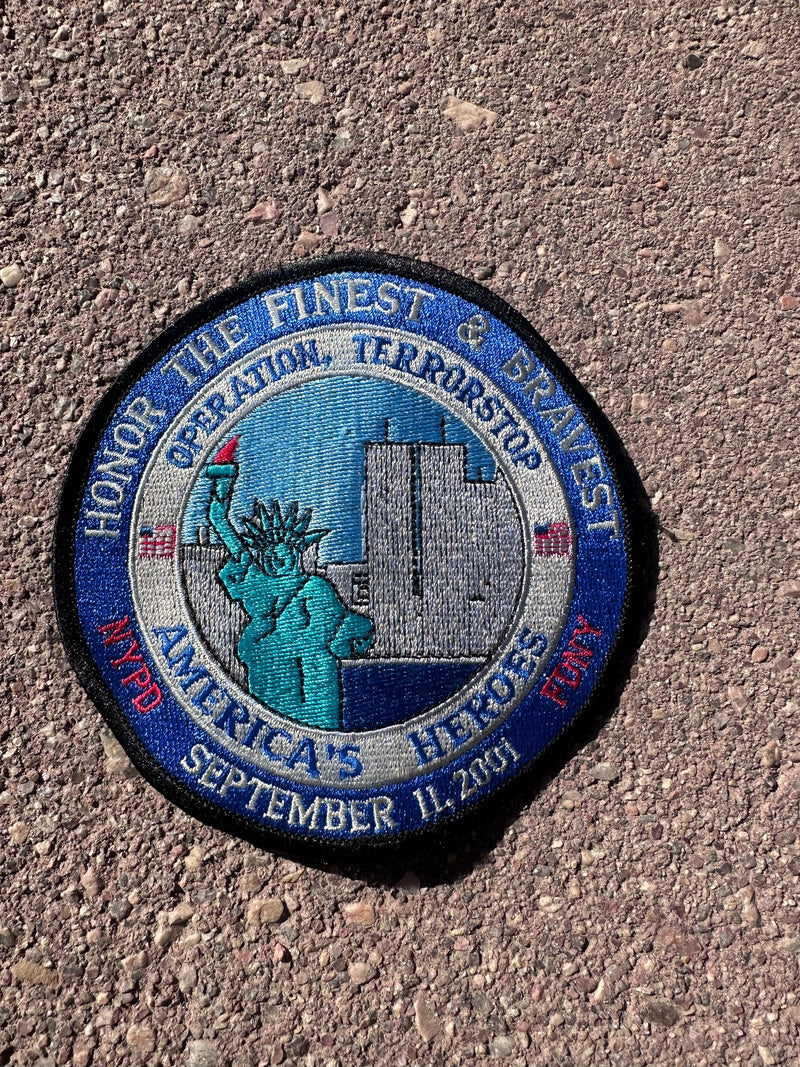 HONOR THE FINEST & BRAVEST
OPERATION, TERRORSTOP
NYPD
FDNY
AMERICA'S HEROES
SEPTEMBER 11, 2001